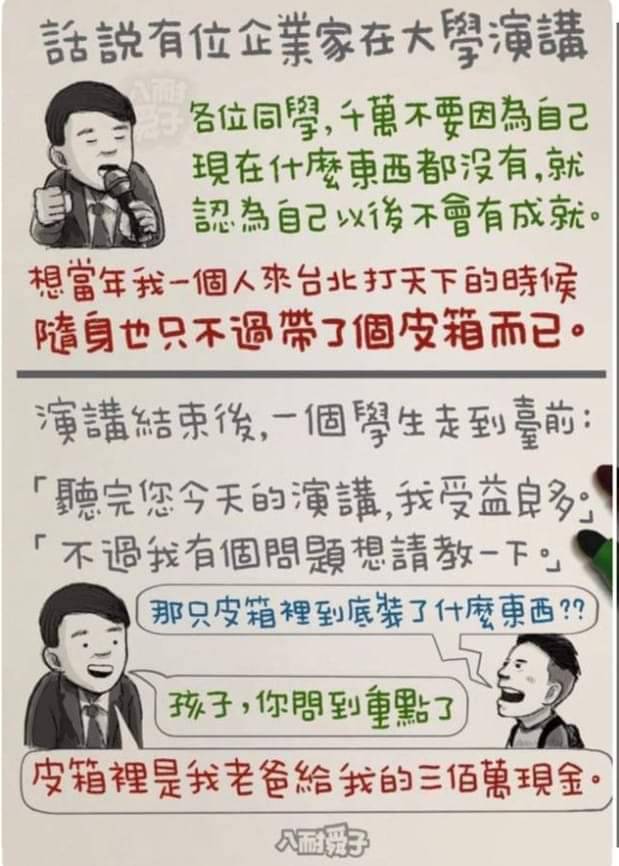 話說有位企業家在大學演講
八耐
舜子
各位同學,千萬不要因為自己
現在什麼東西都沒有,就
認為自己以後不會有成就。
想當年我一個人來台北打天下的時候
隨身也只不過帶了個皮箱而已。
演講結束後,一個學生走到臺前:
「聽完您今天的演講,我受益良多。」
「不過我有個問題想請教一下。」
那只皮箱裡到底裝了什麼東西??
孩子,你問到重點了
皮箱裡是我老爸給我的三佰萬現金。
八耐舜子